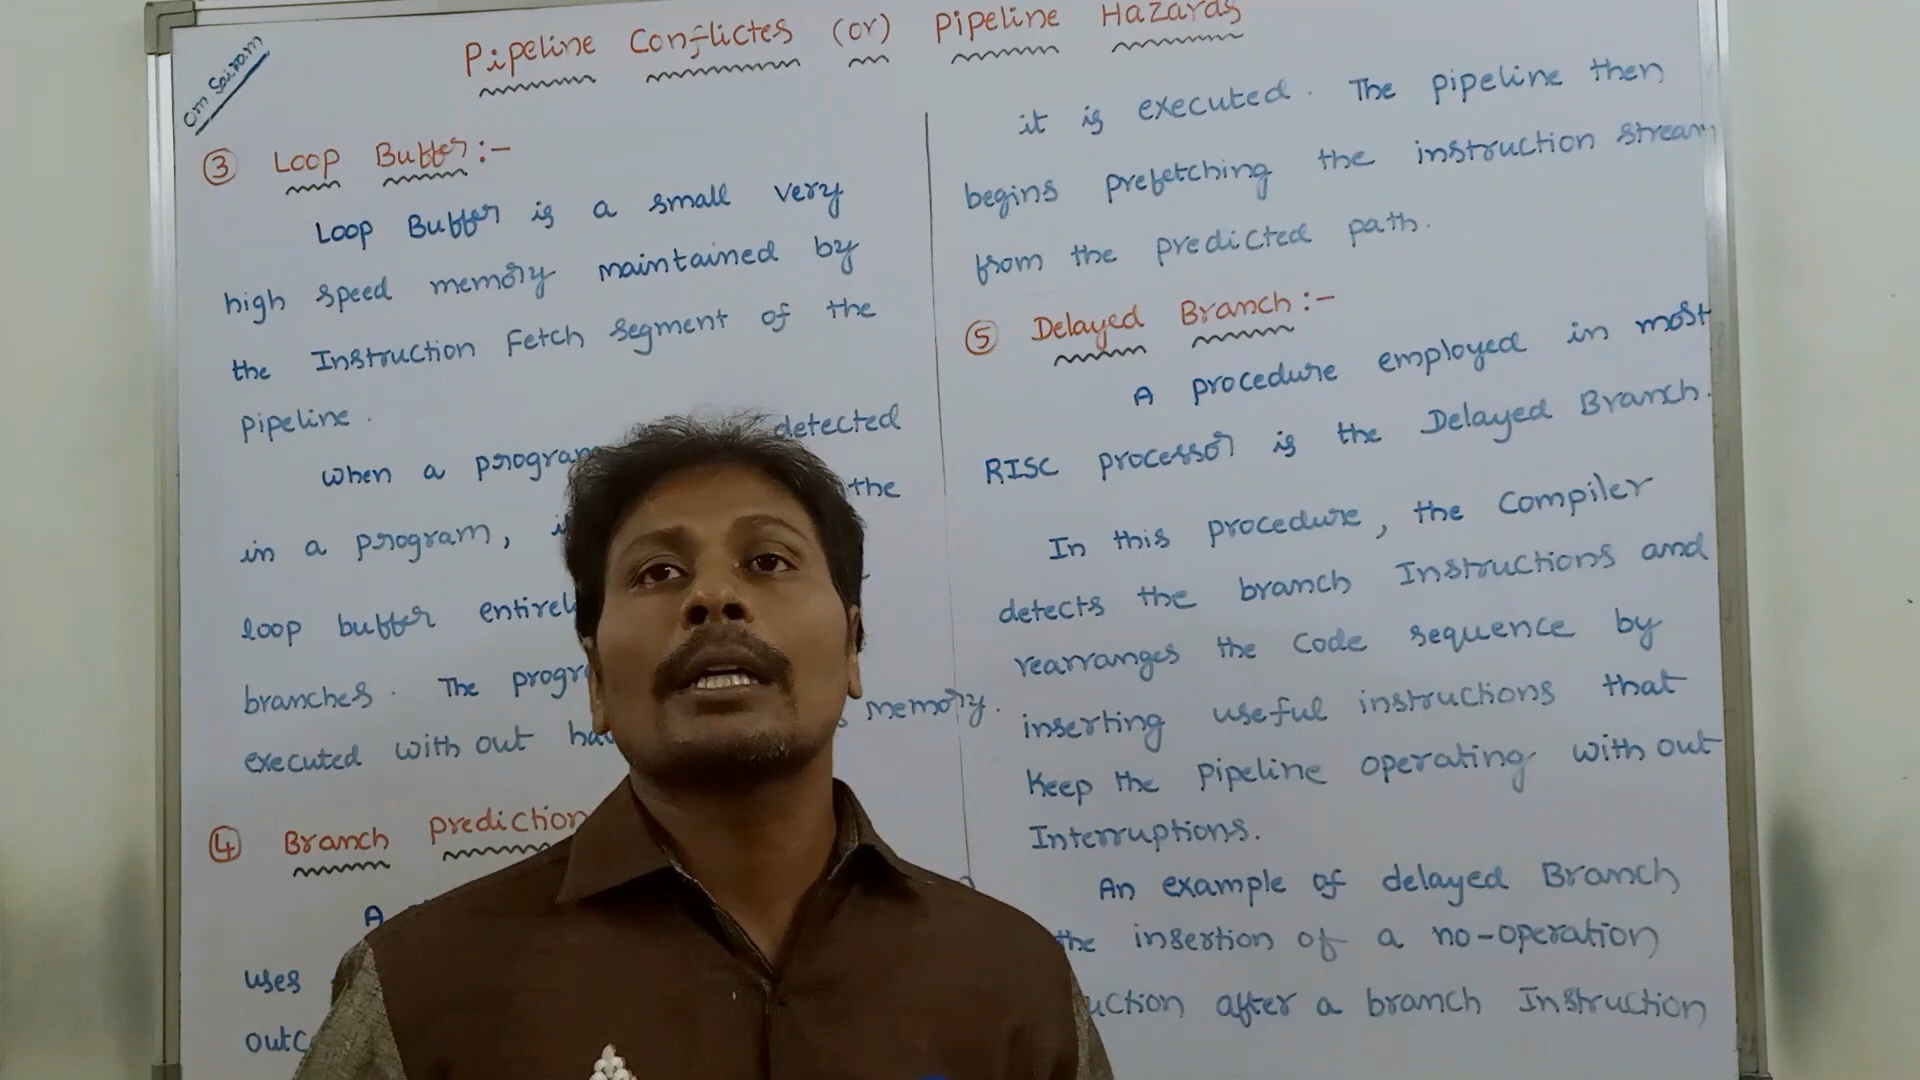 Pipeline Conflictes (or) Pipeline Hazards
om Sairam
③ Loop Buffer:-
Loop Buffer is a small very
high speed memory maintained by
the Instruction Fetch segment of the
pipeline.
When a program detected
in a program, the
loop buffer entirely
branches. The
executed with out memory.
④ Branch prediction
A
uses
it is executed. The pipeline then
begins prefetching the instruction stream
from the predicted path.
⑤ Delayed Branch:-
A procedure employed in most
RISC processor is the Delayed Branch.
In this procedure, the Compiler
detects the branch Instructions and
rearranges the Code sequence by
inserting useful instructions that
Keep the pipeline operating with out
Interruptions.
An example of delayed Branch
the insertion of a no-operation
after a branch Instruction